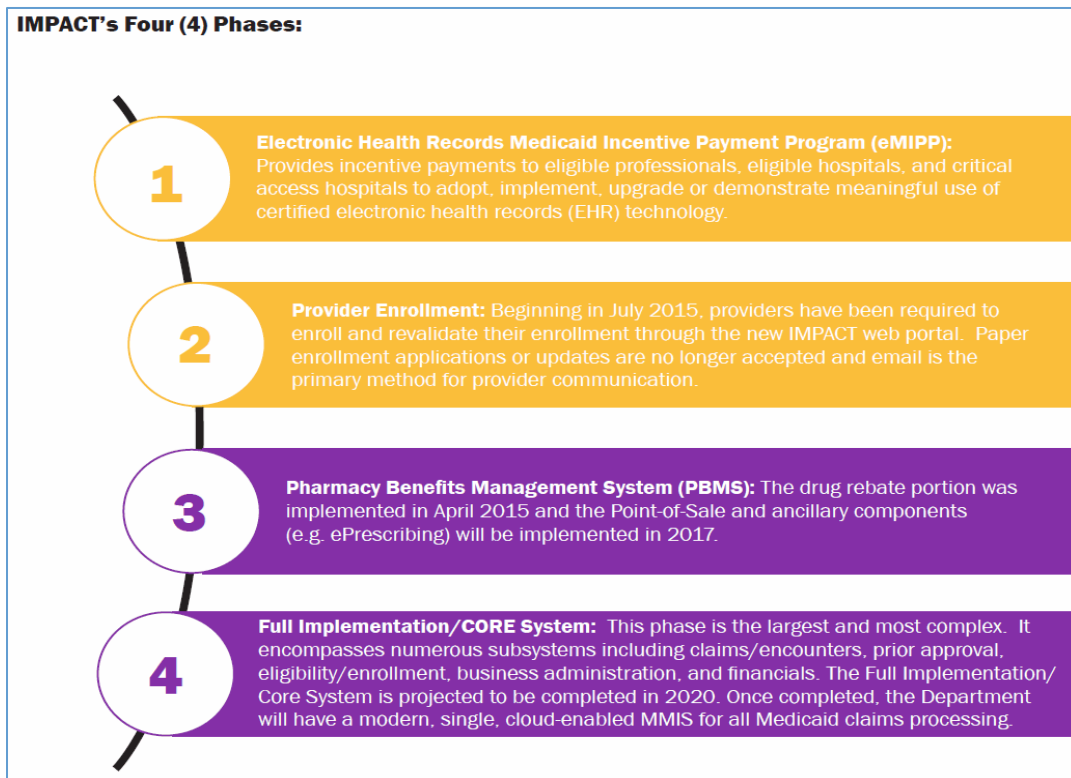 IMPACT's Four (4) Phases:
1
Electronic Health Records Medicaid Incentive Payment Program (eMIPP):
Provides incentive payments to eligible professionals, eligible hospitals, and critical
access hospitals to adopt, implement, upgrade or demonstrate meaningful use of
certified electronic health records (EHR) technology.
2
Provider Enrollment: Beginning in July 2015, providers have been required to
enroll and revalidate their enrollment through the new IMPACT web portal. Paper
enrollment applications or updates are no longer accepted and email is the
primary method for provider communication.
3
Pharmacy Benefits Management System (PBMS): The drug rebate portion was
implemented in April 2015 and the Point-of-Sale and ancillary components
(e.g. ePrescribing) will be implemented in 2017.
4
Full Implementation/CORE System: This phase is the largest and most complex. It
encompasses numerous subsystems including claims/encounters, prior approval,
eligibility/enrollment, business administration, and financials. The Full Implementation/
Core System is projected to be completed in 2020. Once completed, the Department
will have a modern, single, cloud-enabled MMIS for all Medicaid claims processing.